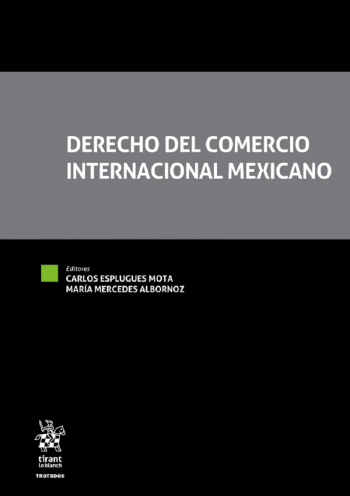 DERECHO DEL COMERCIO
INTERNACIONAL MEXICANO
Editores
CARLOS ESPLUGUES MOTA
MARÍA MERCEDES ALBORNOZ
tirant
lo blanch
TRATADOS